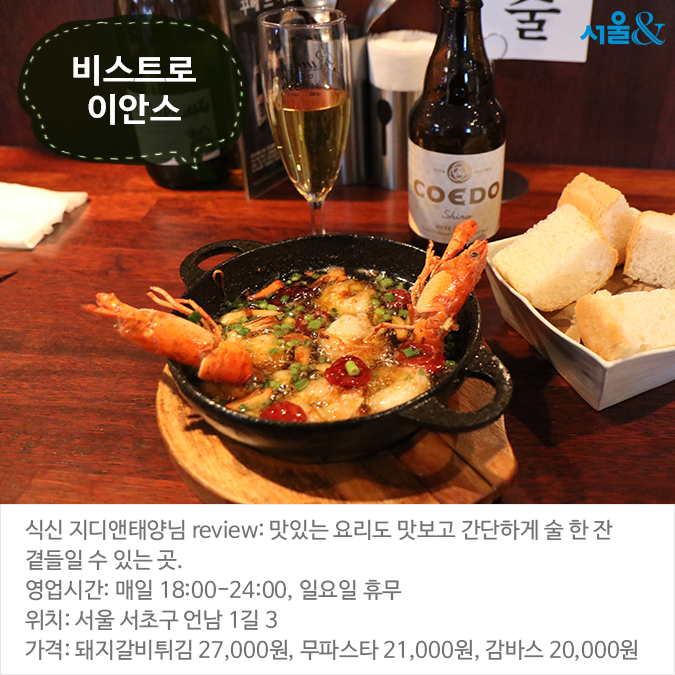 비스트로
이안스
술
서울&
COEDO
Shiro
식신 지디앤태양님 review: 맛있는 요리도 맛보고 간단하게 술 한 잔
곁들일 수 있는 곳.
영업시간: 매일 18:00-24:00, 일요일 휴무
위치: 서울 서초구 언남 1길 3
가격: 돼지갈비튀김 27,000원, 무파스타 21,000원, 감바스 20,000원